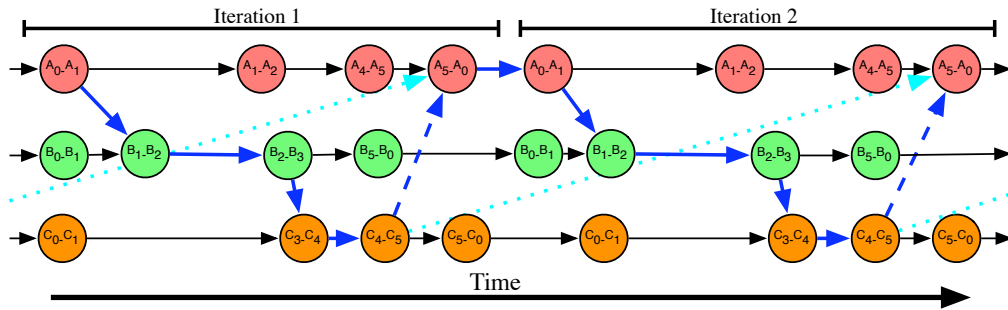 Iteration 1 Iteration 2
A0-A1 A1-A2 A4-A5 A5-A0 A0-A1 A1-A2 A4-A5 A5-A0
B0-B1 B1-B2 B2-B3 B5-B0 B0-B1 B1-B2 B2-B3 B5-B0
C0-C1 C3-C4 C4-C5 C5-C0 C0-C1 C3-C4 C4-C5 C5-C0
Time